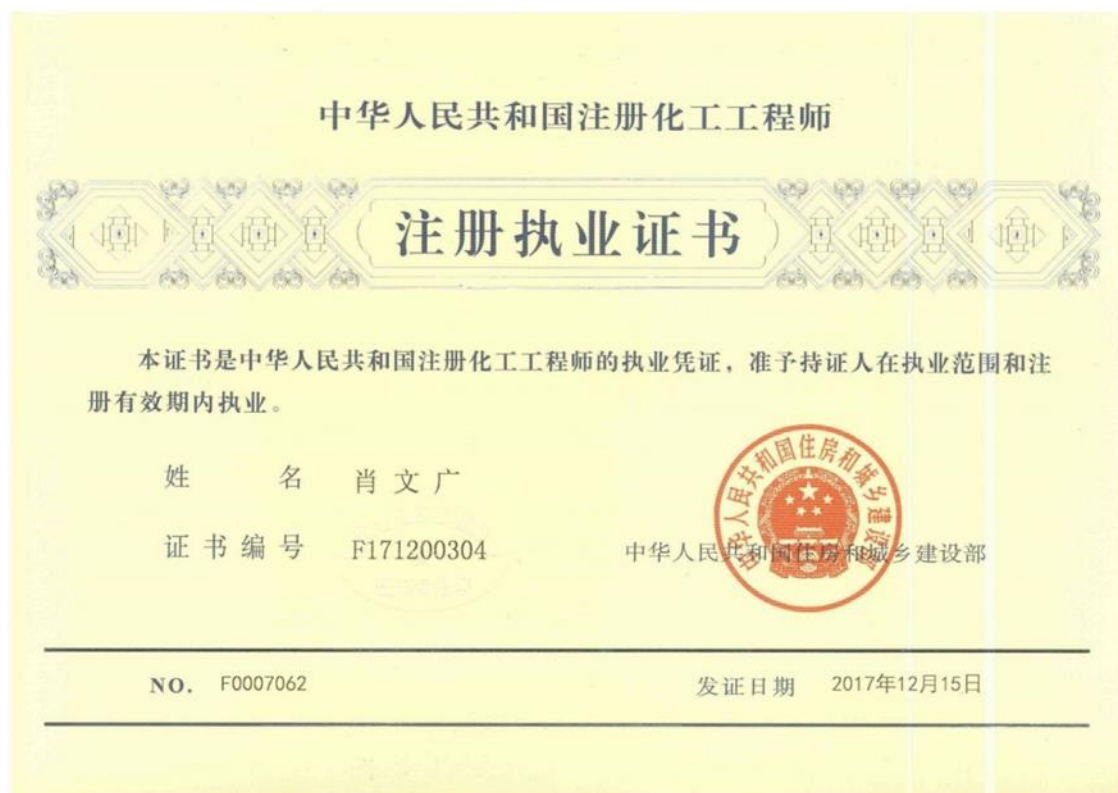 中华人民共和国注册化工工程师
注册执业证书
本证书是中华人民共和国注册化工工程师的执业凭证，准予持证人在执业范围和注
册有效期内执业。
姓 名 肖文广
证书编号 F171200304
中华人民共和国住房和城乡建设部
中华人民共和国住房和城乡建设部
NO. F0007062 发证日期 2017年12月15日